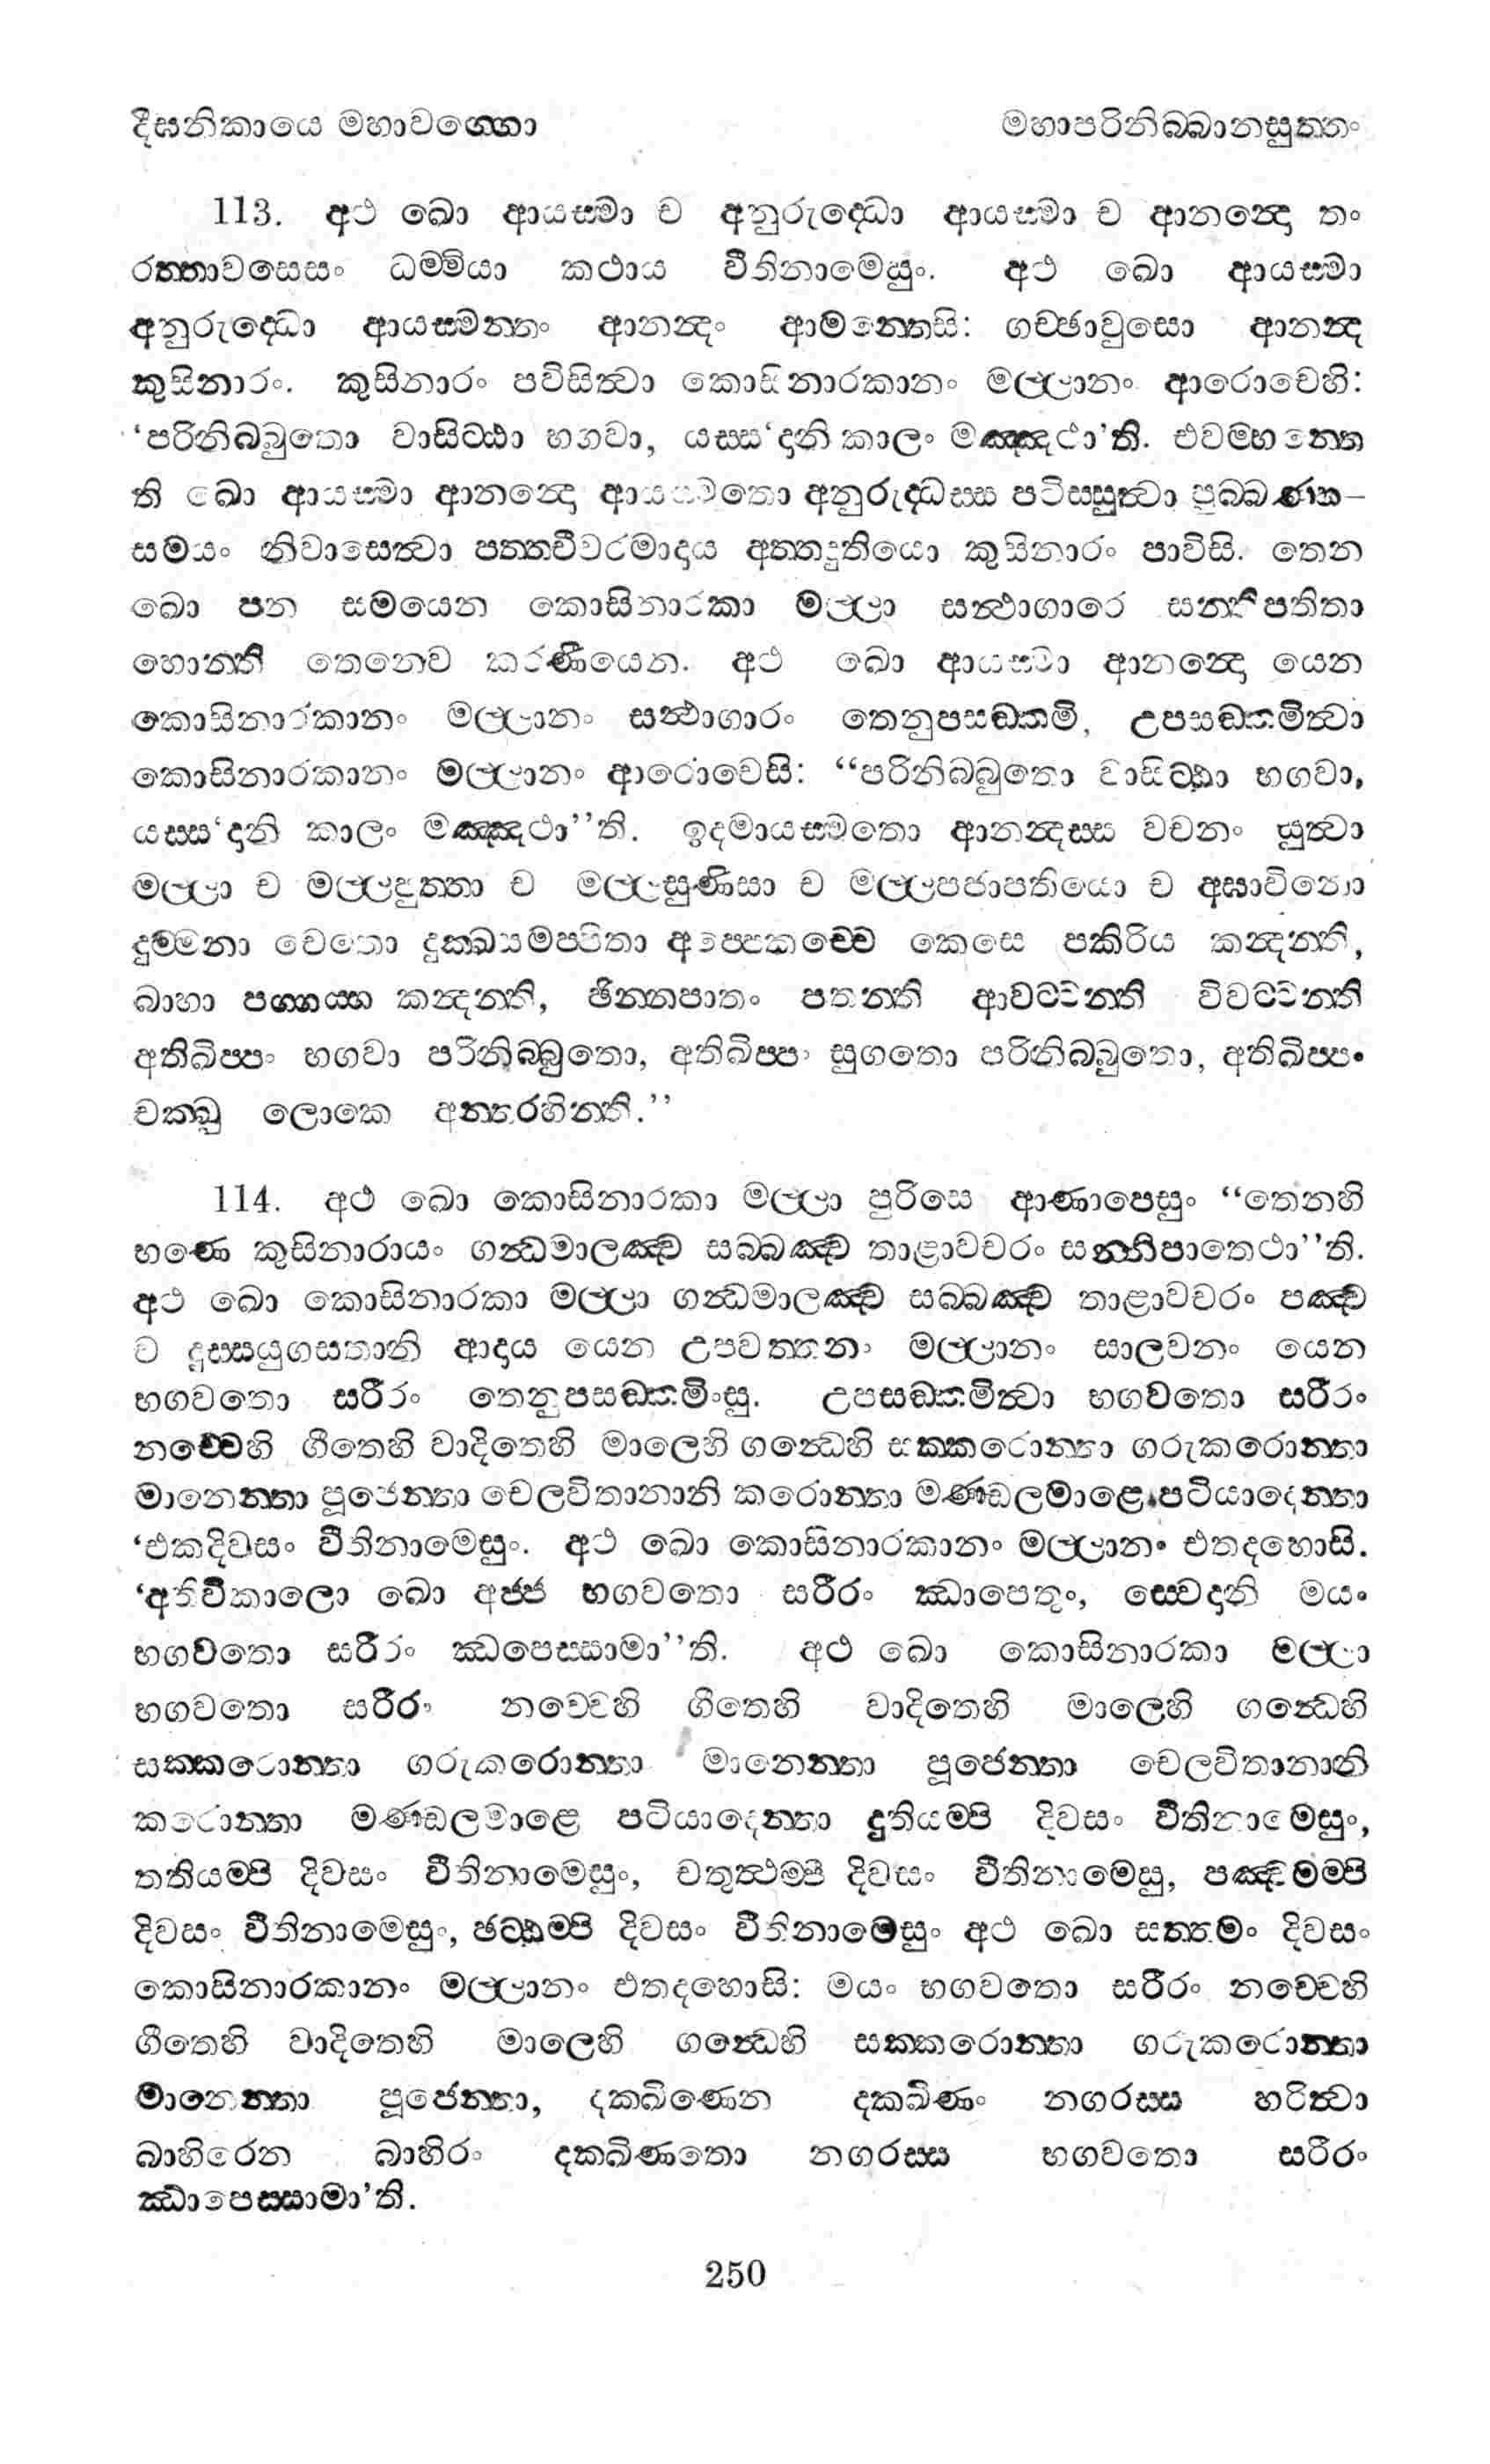 දීඝනිකායෙ මහාවග්ගො මහාපරිනිබ්බානසුත්තං
113. අථ ඛො ආයස්මා ච අනුරුද්ධො ආයස්මා ච ආනන්දො තං
රත්තාවසෙසං ධම්මියා කථාය වීතිනාමෙසුං. අථ ඛො ආයස්මා
අනුරුද්ධො ආයස්මන්තං ආනන්දං ආමන්තෙසි: ගච්ඡාවුසො ආනන්ද
කුසිනාරං. කුසිනාරං පවිසිත්වා කොසිනාරකානං මල්ලානං ආරොචෙහි:
‘පරිනිබ්බුතො වාසිට්ඨා භගවා, යස්ස‘දානි කාලං මඤ්ඤථා’ති. එවම්භන්තෙ
ති ඛො ආයස්මා ආනන්දො ආයස්මතො අනුරුද්ධස්ස පටිස්සුත්වා පුබ්බණ්හ–
සමයං නිවාසෙත්වා පත්තචීවරමාදාය අත්තදුතියො කුසිනාරං පාවිසි. තෙන
ඛො පන සමයෙන කොසිනාරකා මල්ලා සන්ථාගාරෙ සන්නිපතිතා
හොන්ති තෙනෙව කරණීයෙන. අථ ඛො ආයස්මා ආනන්දො යෙන
කොසිනාරකානං මල්ලානං සන්ථාගාරං තෙනුපසඞ්කමි, උපසඞ්කමිත්වා
කොසිනාරකානං මල්ලානං ආරොචෙසි: “පරිනිබ්බුතො වාසිට්ඨා භගවා,
යස්ස‘දානි කාලං මඤ්ඤථා’’ති. ඉදමායස්මතො ආනන්දස්ස වචනං සුත්වා
මල්ලා ච මල්ලපුත්තා ච මල්ලසුණිසා ච මල්ලපජාපතියො ච අඝාවිනො
දුම්මනා චෙතො දුක්ඛසමප්පිතා අප්පෙකච්චෙ කෙසෙ පකිරිය කන්දන්ති,
බාහා පග්ගය්හ කන්දන්ති, ඡින්නපාතං පතන්ති ආවට්ටන්ති විවට්ටන්ති
අතිඛිප්පං භගවා පරිනිබ්බුතො, අතිඛිප්පං සුගතො පරිනිබ්බුතො, අතිඛිප්පං
චක්ඛු ලොකෙ අන්තරහිතන්ති.’’
114. අථ ඛො කොසිනාරකා මල්ලා පුරිසෙ ආණාපෙසුං “තෙනහි
භණෙ කුසිනාරායං ගන්ධමාලඤ්ච සබ්බඤ්ච තාළාවචරං සන්නිපාතෙථා’’ති.
අථ ඛො කොසිනාරකා මල්ලා ගන්ධමාලඤ්ච සබ්බඤ්ච තාළාවචරං පඤ්ච
ච දුස්සයුගසතානි ආදාය යෙන උපවත්තනං මල්ලානං සාලවනං යෙන
භගවතො සරීරං තෙනුපසඞ්කමිංසු. උපසඞ්කමිත්වා භගවතො සරීරං
නච්චෙහි ගීතෙහි වාදිතෙහි මාලෙහි ගන්ධෙහි සක්කරොන්තා ගරුකරොන්තා
මානෙන්තා පූජෙන්තා චෙලවිතානානි කරොන්තා මණ්ඩලමාළෙ පටියාදෙන්තා
‘එකදිවසං වීතිනාමෙසුං. අථ ඛො කොසිනාරකානං මල්ලානං එතදහොසි.
‘අතිවිකාලො ඛො අජ්ජ භගවතො සරීරං ඣාපෙතුං, ස්වෙදානි මයං
භගවතො සරීරං ඣපෙස්සාමා’’ති. අථ ඛො කොසිනාරකා මල්ලා
භගවතො සරීරං නච්චෙහි ගීතෙහි වාදිතෙහි මාලෙහි ගන්ධෙහි
සක්කරොන්තා ගරුකරොන්තා මානෙන්තා පූජෙන්තා චෙලවිතානානි
කරොන්තා මණ්ඩලමාළෙ පටියාදෙන්තා දුතියම්පි දිවසං වීතිනාමෙසුං,
තතියම්පි දිවසං වීතිනාමෙසුං, චතුත්ථම්පි දිවසං වීතිනාමෙසු, පඤ්චමම්පි
දිවසං වීතිනාමෙසුං, ඡට්ඨම්පි දිවසං වීතිනාමෙසුං අථ ඛො සත්තමං දිවසං
කොසිනාරකානං මල්ලානං එතදහොසි: මයං භගවතො සරීරං නච්චෙහි
ගීතෙහි වාදිතෙහි මාලෙහි ගන්ධෙහි සක්කරොන්තා ගරුකරොන්තා
මානෙන්තා පූජෙන්තා, දක්ඛිණෙන දක්ඛිණං නගරස්ස හරිත්වා
බාහිරෙන බාහිරං දක්ඛිණතො නගරස්ස භගවතො සරීරං
ඣාපෙස්සාමා’ති.
250